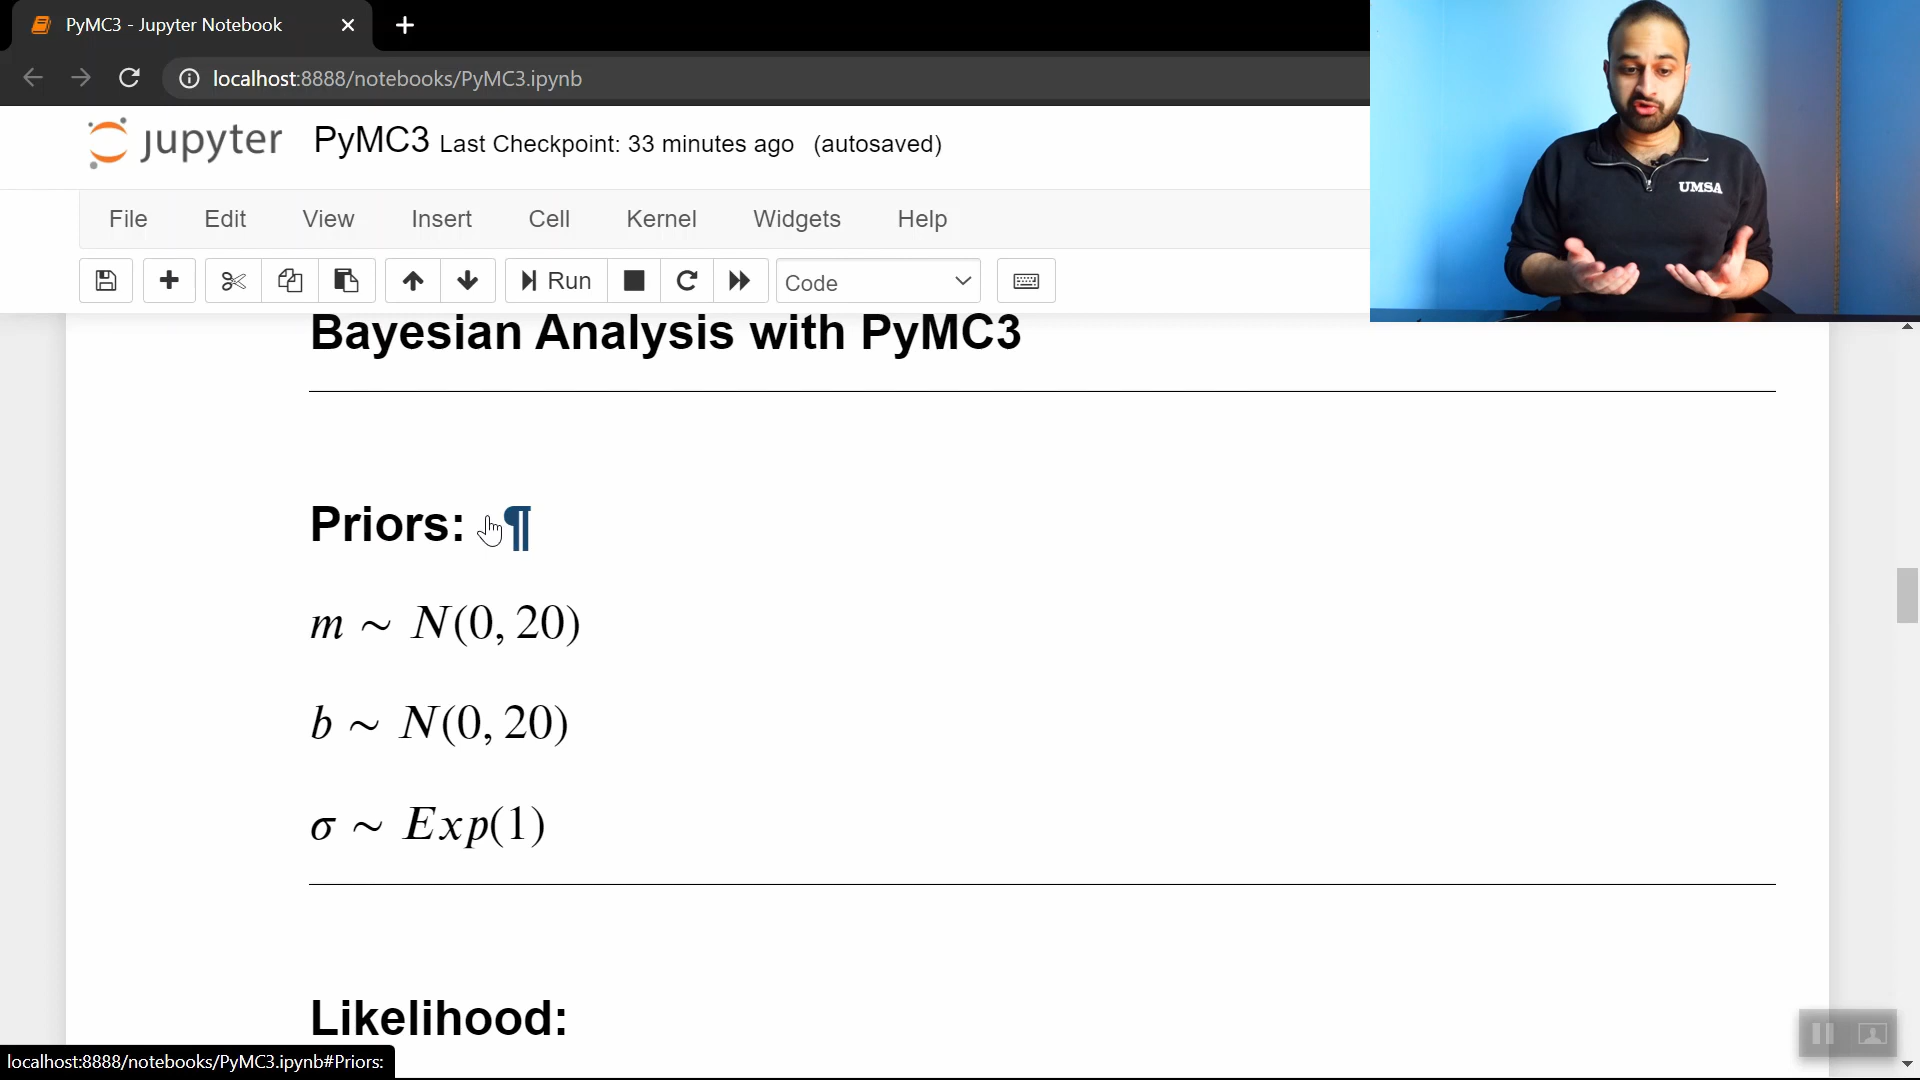 PyMC3 - Jupyter Notebook
localhost:8888/notebooks/PyMC3.ipynb
jupyter PyMC3 Last Checkpoint: 33 minutes ago (autosaved)
File Edit View Insert Cell Kernel Widgets Help
Run Code
UMSA
Bayesian Analysis with PyMC3
Priors: ¶
m ~ N(0, 20)
b ~ N(0, 20)
σ ~ Exp(1)
Likelihood:
localhost:8888/notebooks/PyMC3.ipynb#Priors: